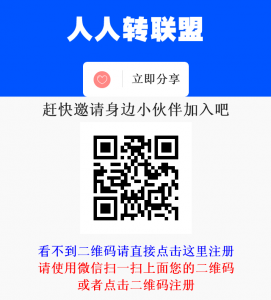 人人转联盟
立即分享
赶快邀请身边小伙伴加入吧
看不到二维码请直接点击这里注册
请使用微信扫一扫上面您的二维码
或者点击二维码注册